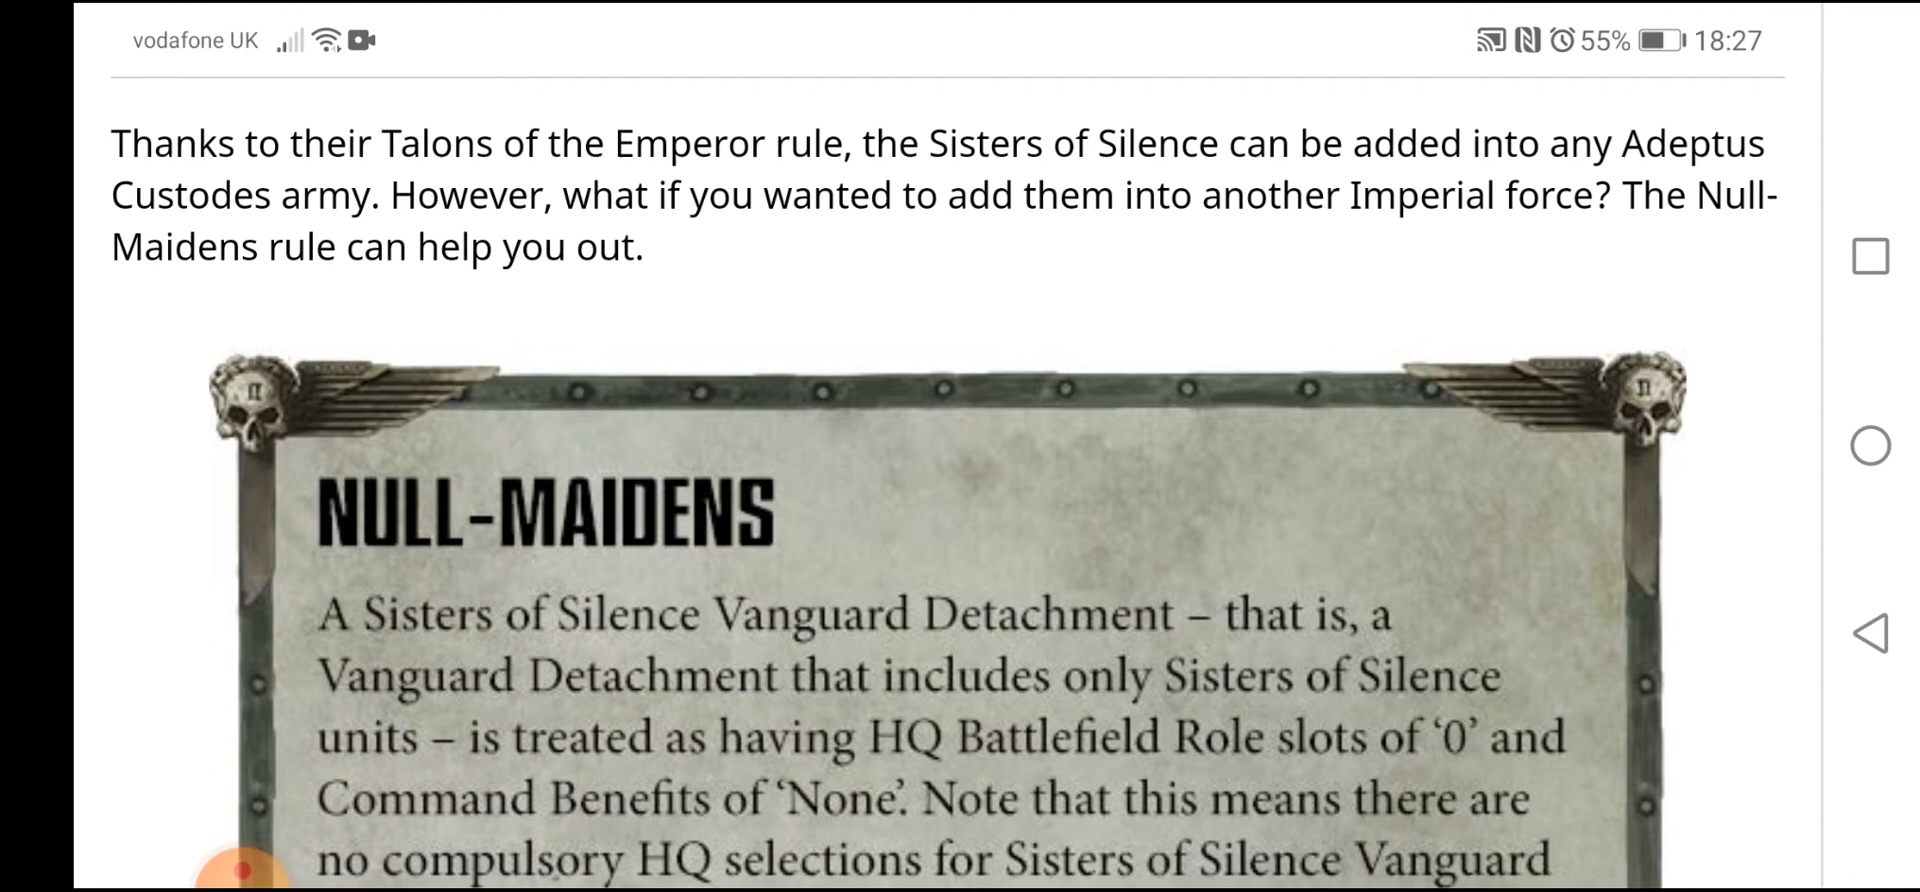 vodafone UK 55% 18:27
Thanks to their Talons of the Emperor rule, the Sisters of Silence can be added into any Adeptus
Custodes army. However, what if you wanted to add them into another Imperial force? The Null-
Maidens rule can help you out.
NULL-MAIDENS
A Sisters of Silence Vanguard Detachment – that is, a
Vanguard Detachment that includes only Sisters of Silence
units – is treated as having HQ Battlefield Role slots of ‘0’ and
Command Benefits of ‘None’. Note that this means there are
no compulsory HQ selections for Sisters of Silence Vanguard